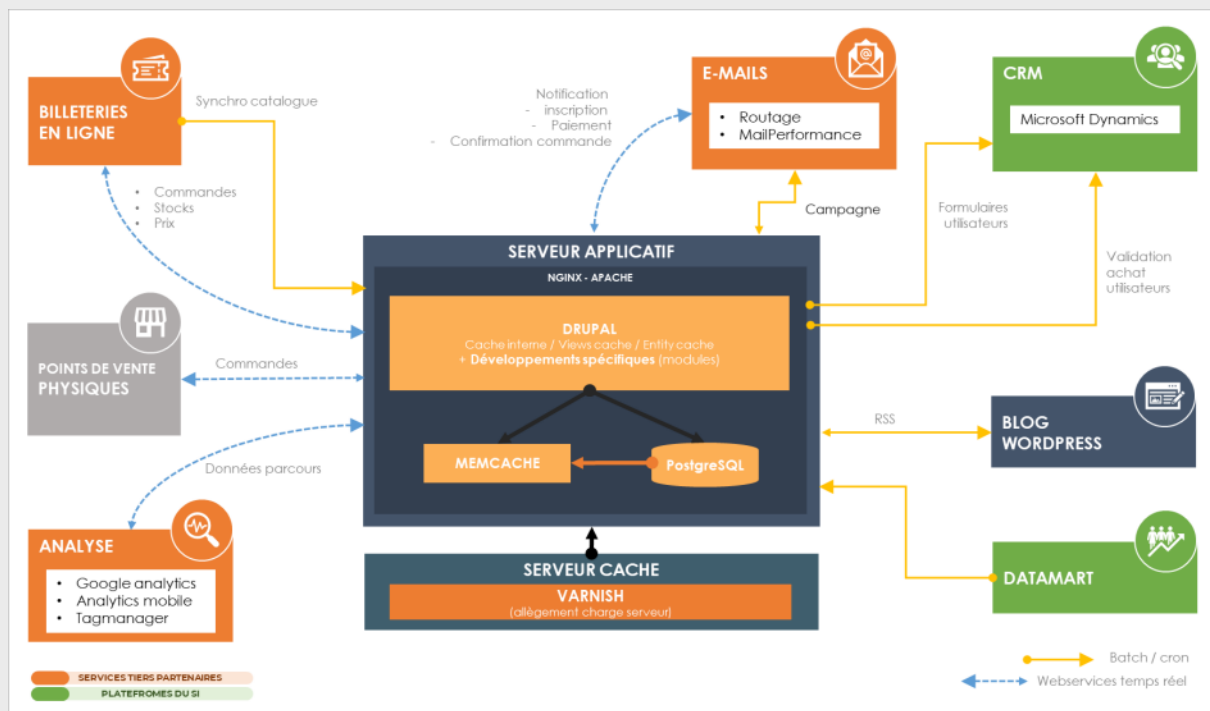 BILLETERIES
EN LIGNE
Synchro catalogue
Notification
- inscription
- Paiement
- Confirmation commande
E-MAILS
• Routage
• MailPerformance
CRM
Microsoft Dynamics
• Commandes
• Stocks
• Prix
Campagne
Formulaires
utilisateurs
Validation
achat
utilisateurs
SERVEUR APPLICATIF
NGINX - APACHE
DRUPAL
Cache interne / Views cache / Entity cache
+ Développements spécifiques (modules)
MEMCACHE
PostgreSQL
POINTS DE VENTE
PHYSIQUES
Commandes
RSS
BLOG
WORDPRESS
Données parcours
ANALYSE
• Google analytics
• Analytics mobile
• Tagmanager
SERVEUR CACHE
VARNISH
(allègement charge serveur)
DATAMART
SERVICES TIERS PARTENAIRES
PLATEFROMES DU SI
Batch / cron
Webservices temps réel